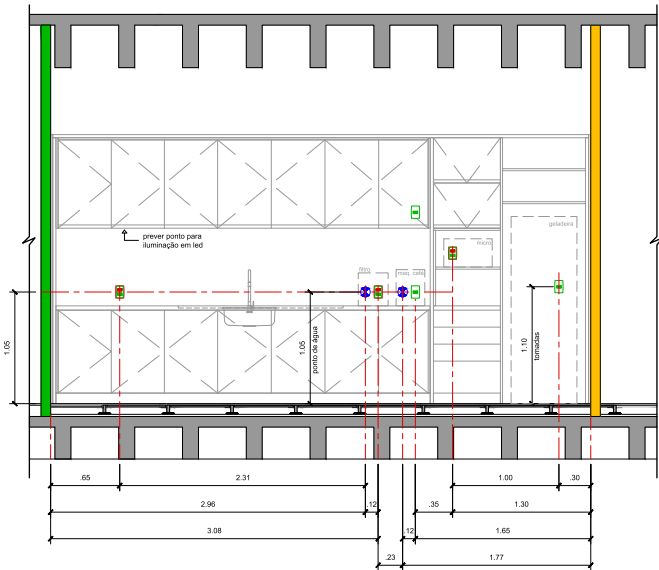 geladeira
prever ponto para
iluminação em led
micro
filtro
maq. café
1.05
1.05
ponto de água
1.10
tomadas
.65
2.31
1.00
.30
2.96
.12
.35
1.30
3.08
.12
1.65
.23
1.77